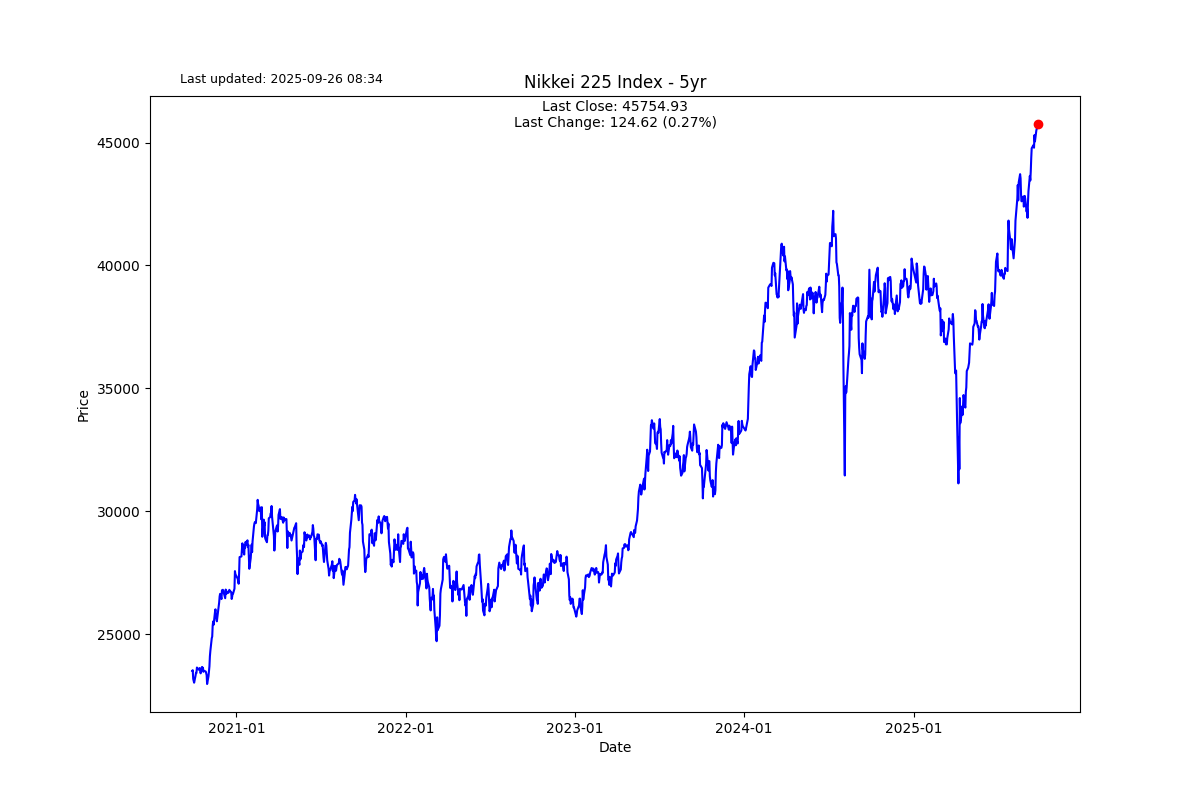 Last updated: 2025-09-26 08:34
Nikkei 225 Index - 5yr
Last Close: 45754.93
Last Change: 124.62 (0.27%)
45000
40000
35000
30000
25000
Price
2021-01
2022-01
2023-01
2024-01
2025-01
Date